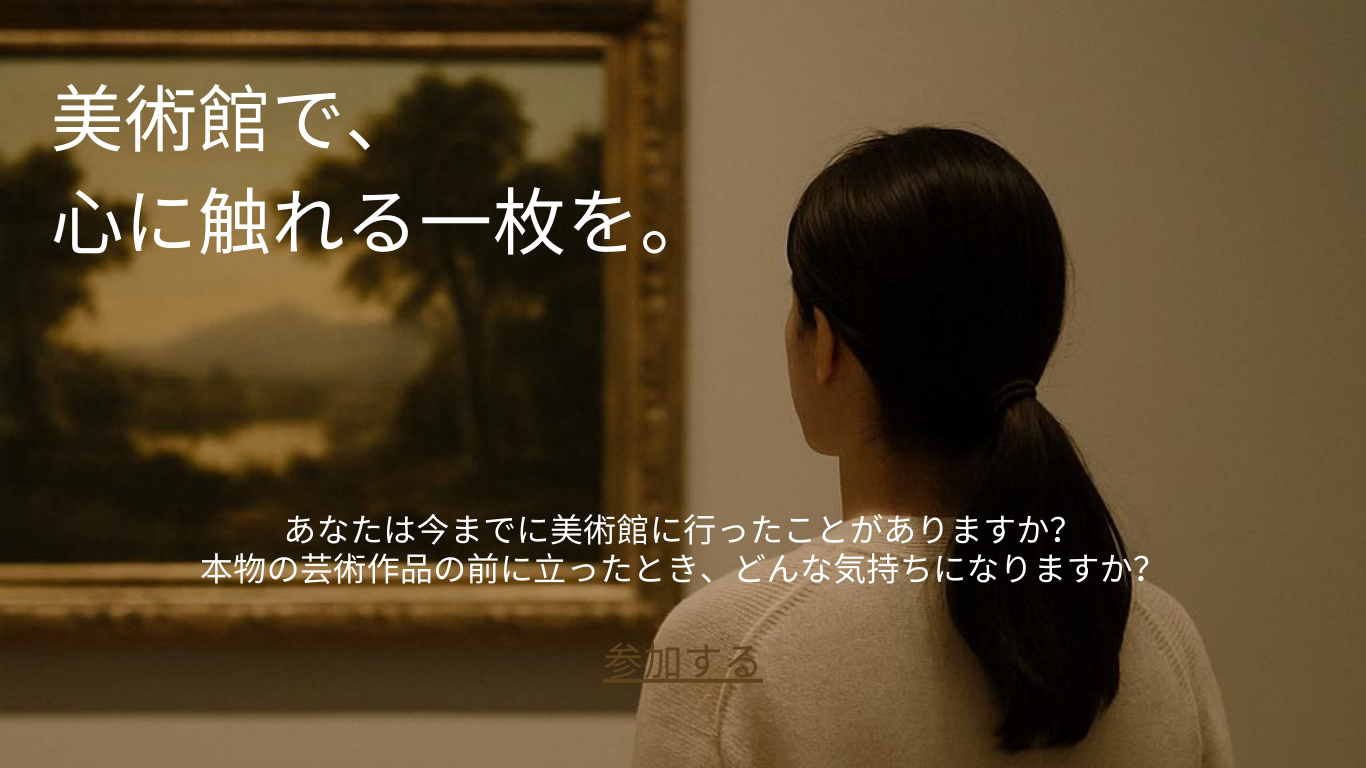 美術館で、
心に触れる一枚を。
あなたは今までに美術館に行ったことがありますか?
本物の芸術作品の前に立ったとき、どんな気持ちになりますか?
参加する